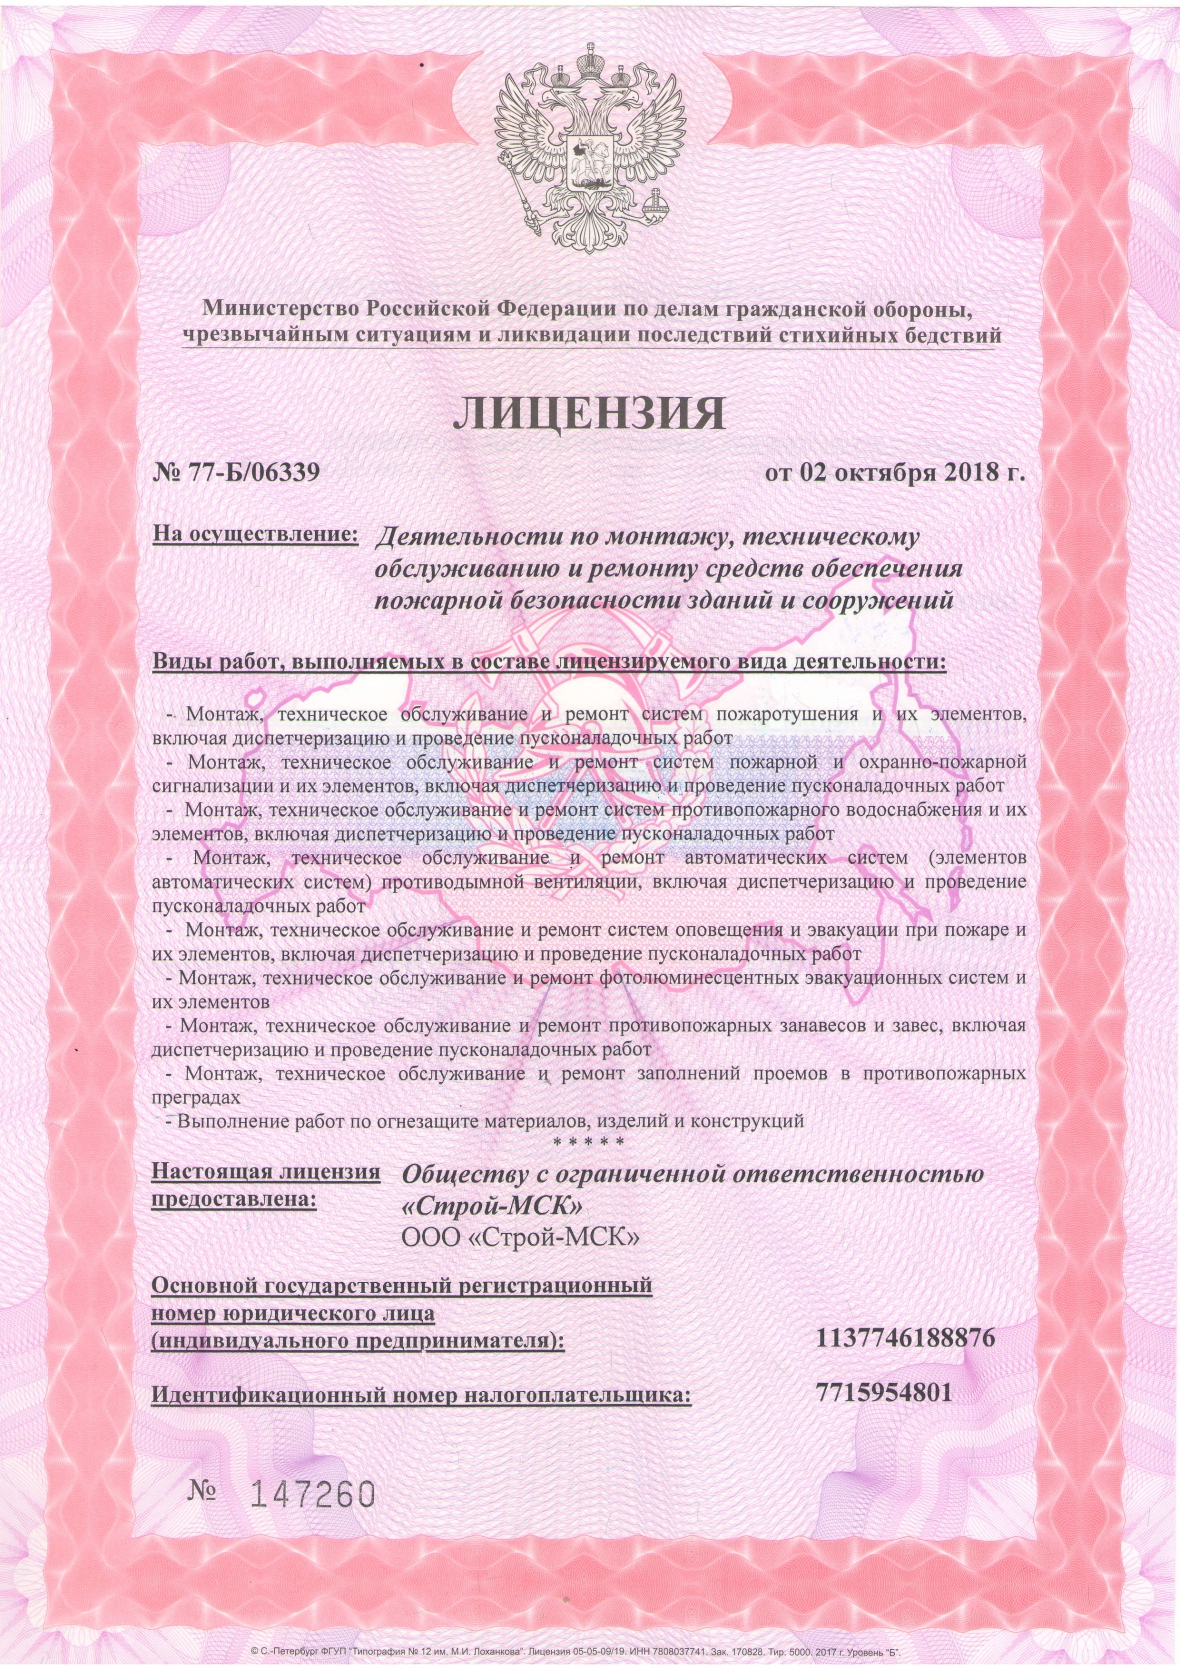 Министерство Российской Федерации по делам гражданской обороны,
чрезвычайным ситуациям и ликвидации последствий стихийных бедствий
ЛИЦЕНЗИЯ
№ 77-Б/06339 от 02 октября 2018 г.
На осуществление: Деятельности по монтажу, техническому
обслуживанию и ремонту средств обеспечения
пожарной безопасности зданий и сооружений
Виды работ, выполняемых в составе лицензируемого вида деятельности:
- Монтаж, техническое обслуживание и ремонт систем пожаротушения и их элементов,
включая диспетчеризацию и проведение пусконаладочных работ
- Монтаж, техническое обслуживание и ремонт систем пожарной и охранно-пожарной
сигнализации и их элементов, включая диспетчеризацию и проведение пусконаладочных работ
- Монтаж, техническое обслуживание и ремонт систем противопожарного водоснабжения и их
элементов, включая диспетчеризацию и проведение пусконаладочных работ
- Монтаж, техническое обслуживание и ремонт автоматических систем (элементов
автоматических систем) противодымной вентиляции, включая диспетчеризацию и проведение
пусконаладочных работ
- Монтаж, техническое обслуживание и ремонт систем оповещения и эвакуации при пожаре и
их элементов, включая диспетчеризацию и проведение пусконаладочных работ
- Монтаж, техническое обслуживание и ремонт фотолюминесцентных эвакуационных систем и
их элементов
- Монтаж, техническое обслуживание и ремонт противопожарных занавесов и завес, включая
диспетчеризацию и проведение пусконаладочных работ
- Монтаж, техническое обслуживание и ремонт заполнений проемов в противопожарных
преградах
- Выполнение работ по огнезащите материалов, изделий и конструкций
* * * * *
Настоящая лицензия Обществу с ограниченной ответственностью
предоставлена: «Строй-МСК»
ООО «Строй-МСК»
Основной государственный регистрационный
номер юридического лица
(индивидуального предпринимателя): 1137746188876
Идентификационный номер налогоплательщика: 7715954801
№ 147260
© С.-Петербург ФГУП "Типография № 12 им. М.И. Лоханкова". Лицензия 05-05-09/19. ИНН 7808037741. Зак. 170828. Тир. 5000. 2017 г. Уровень "Б".